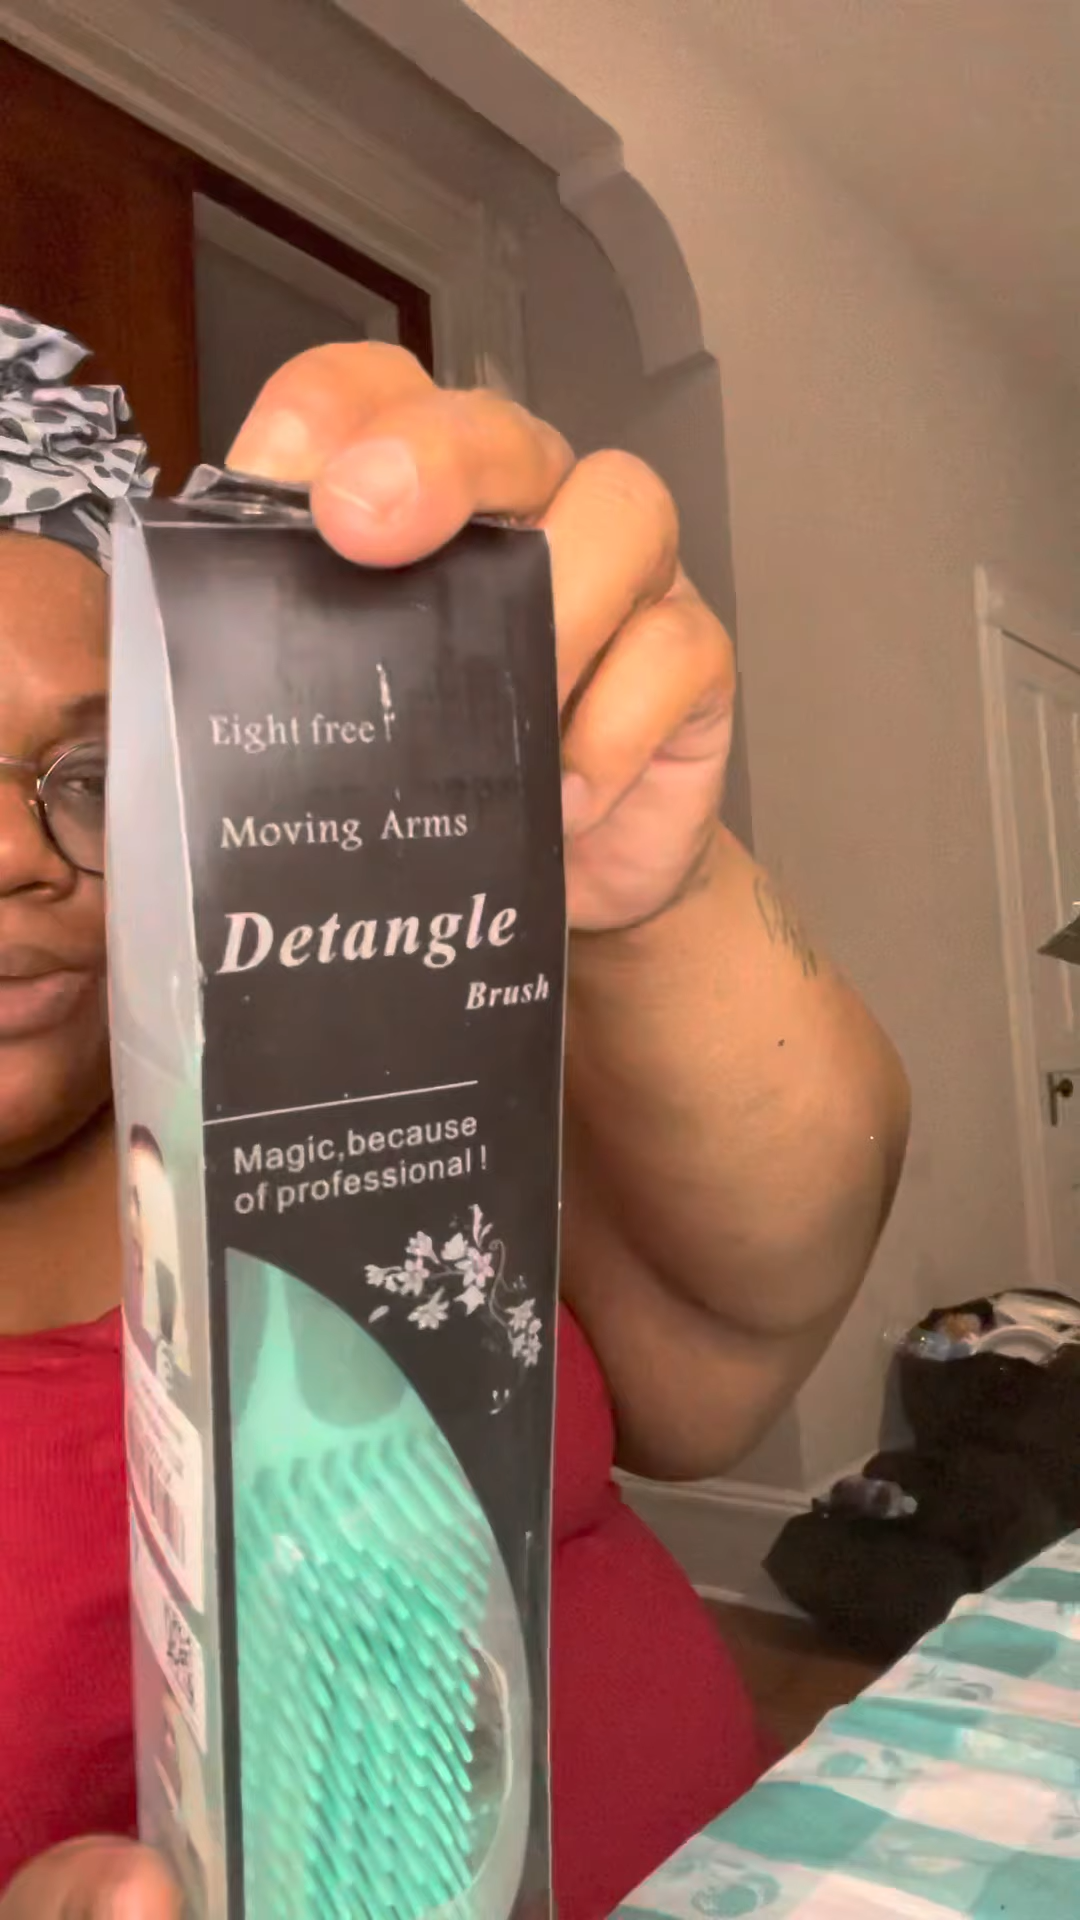 Eight free
Moving Arms
Detangle
Brush
Magic,because
of professional!